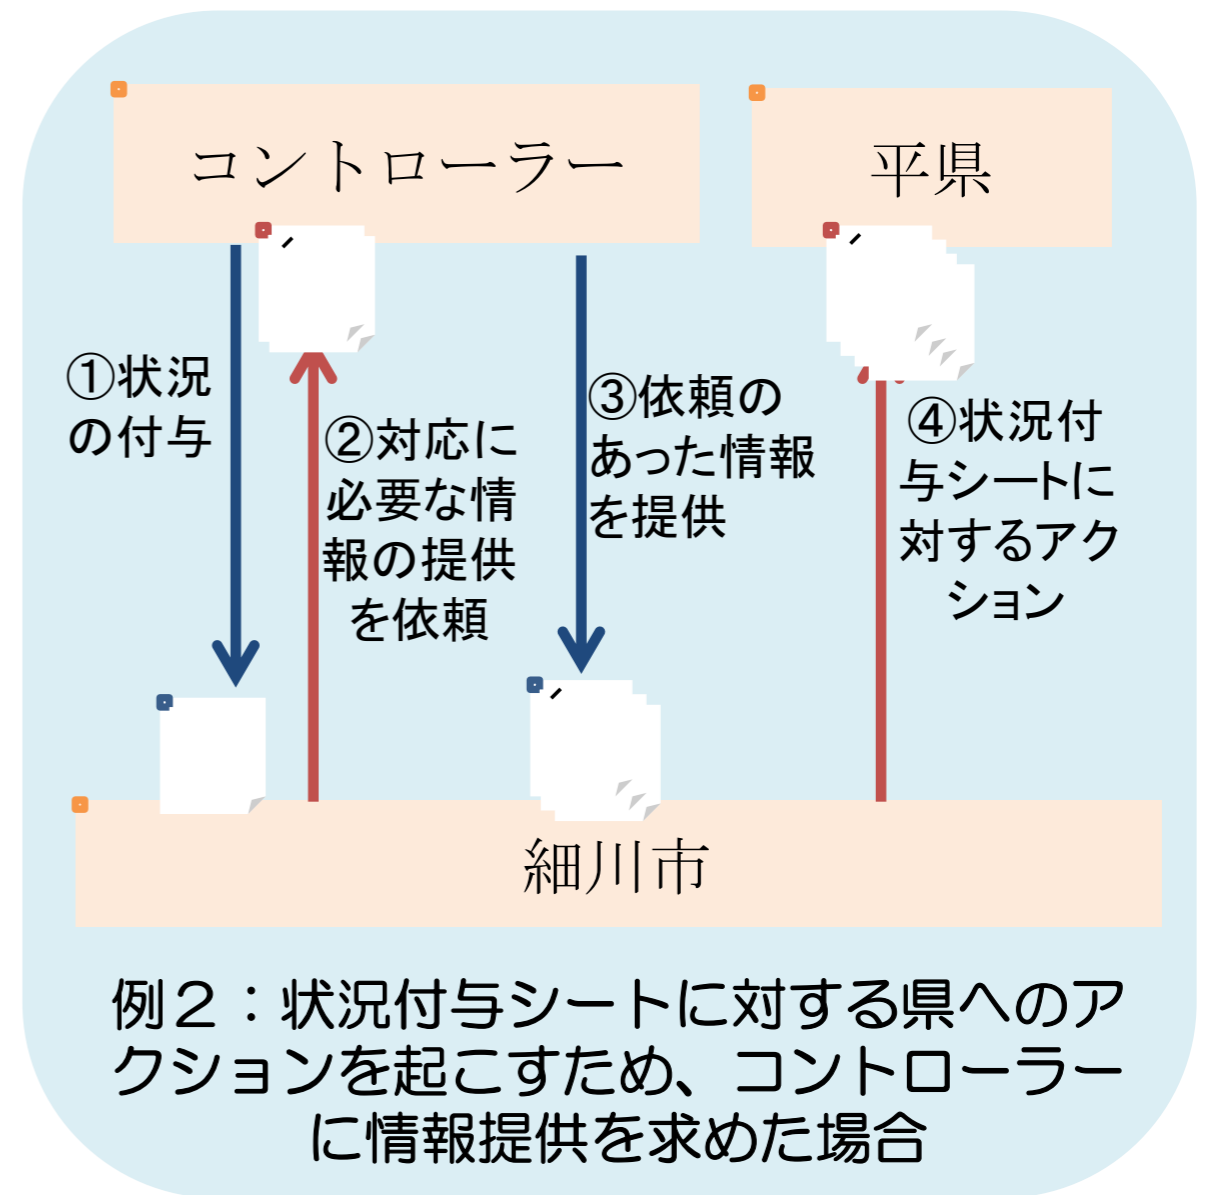 コントローラー
平県
①状況
の付与
②対応に
必要な情
報の提供
を依頼
③依頼の
あった情報
を提供
④状況付
与シートに
対するアク
ション
細川市
例２：状況付与シートに対する県へのア
クションを起こすため、コントローラー
に情報提供を求めた場合